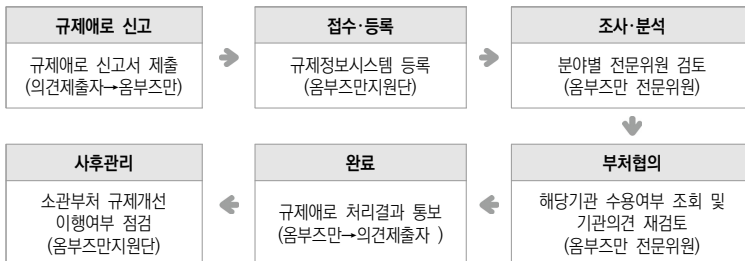 규제애로 신고
규제애로 신고서 제출
(의견제출자→옴부즈만)
접수·등록
규제정보시스템 등록
(옴부즈만지원단)
조사·분석
분야별 전문위원 검토
(옴부즈만 전문위원)
부처협의
해당기관 수용여부 조회 및
기관의견 재검토
(옴부즈만 전문위원)
완료
규제애로 처리결과 통보
(옴부즈만→의견제출자 )
사후관리
소관부처 규제개선
이행여부 점검
(옴부즈만지원단)